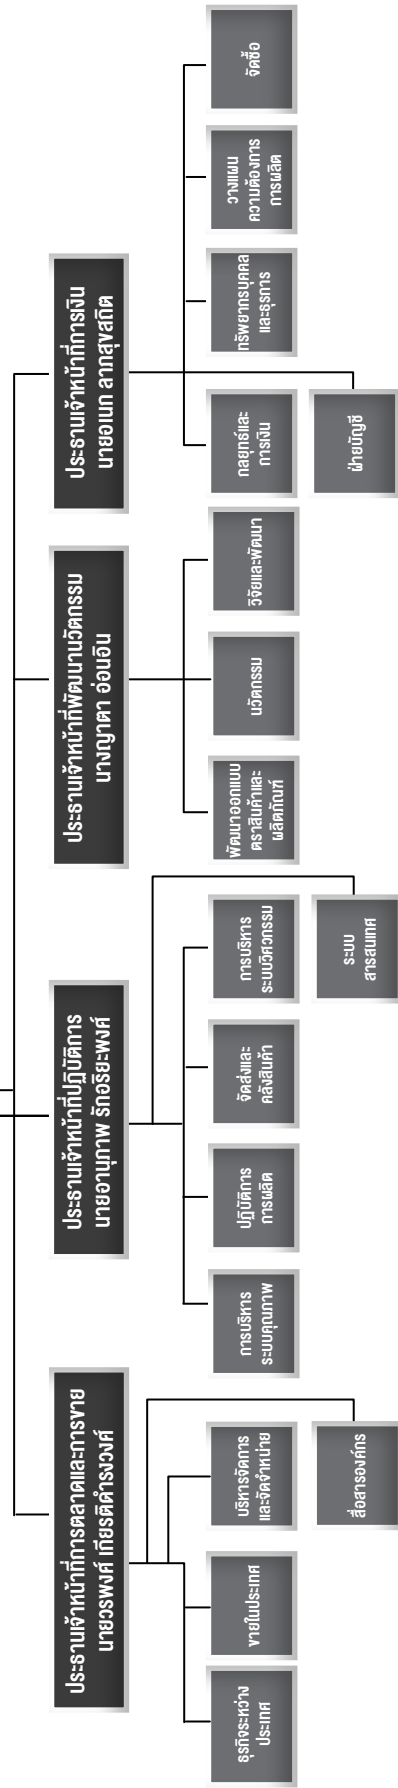 ประธานเจ้าหน้าที่การตลาดและการขาย
นายวรพงศ์ เกียรติดำรงวงศ์
ธุรกิจระหว่าง
ประเทศ
ขายในประเทศ
บริหารจัดการ
และจัดจำหน่าย
สื่อสารองค์กร
ประธานเจ้าหน้าที่ปฏิบัติการ
นายอานุภาพ รักอริยะพงศ์
การบริหาร
ระบบคุณภาพ
ปฏิบัติการ
การผลิต
จัดส่งและ
คลังสินค้า
การบริหาร
ระบบวิศวกรรม
ระบบ
สารสนเทศ
ประธานเจ้าหน้าที่พัฒนานวัตกรรม
นางญาตา อ่อนอิน
พัฒนาออกแบบ
ตราสินค้าและ
ผลิตภัณฑ์
นวัตกรรม
วิจัยและพัฒนา
ประธานเจ้าหน้าที่การเงิน
นายอเนก ลาภสุขสถิต
กลยุทธ์และ
การเงิน
ทรัพยากรบุคคล
และธุรการ
วางแผน
ความต้องการ
การผลิต
จัดซื้อ
ฝ่ายบัญชี